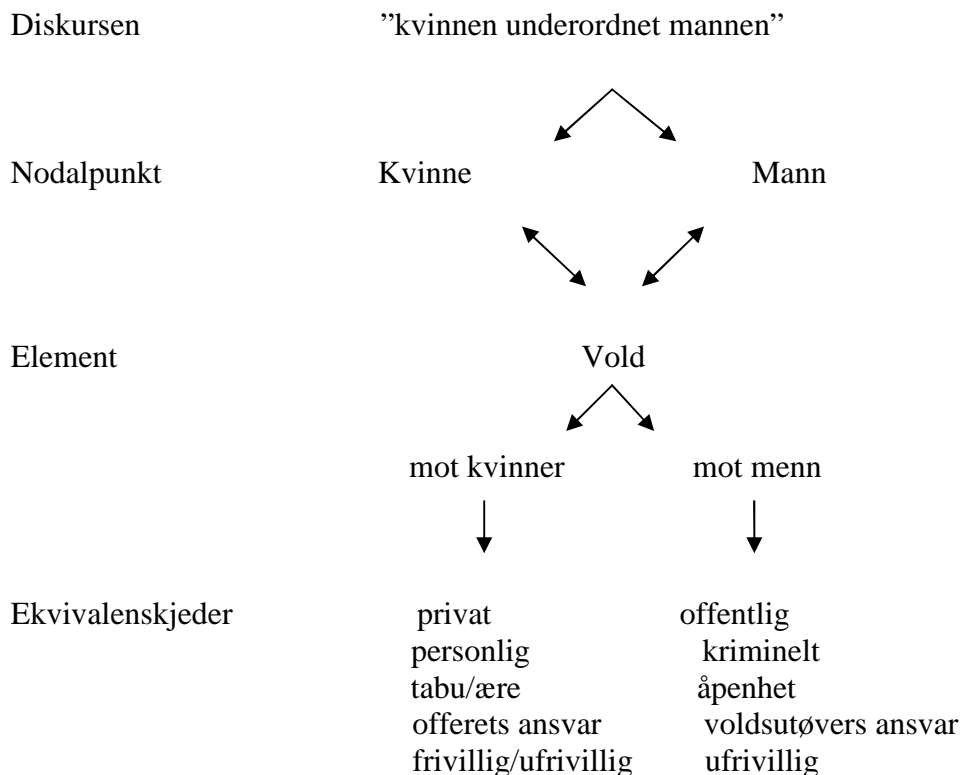 Diskursen ”kvinnen underordnet mannen”
Nodalpunkt Kvinne Mann
Element Vold
mot kvinner mot menn
Ekvivalenskjeder privat offentlig
personlig kriminelt
tabu/ære åpenhet
offerets ansvar voldsutøvers ansvar
frivillig/ufrivillig ufrivillig